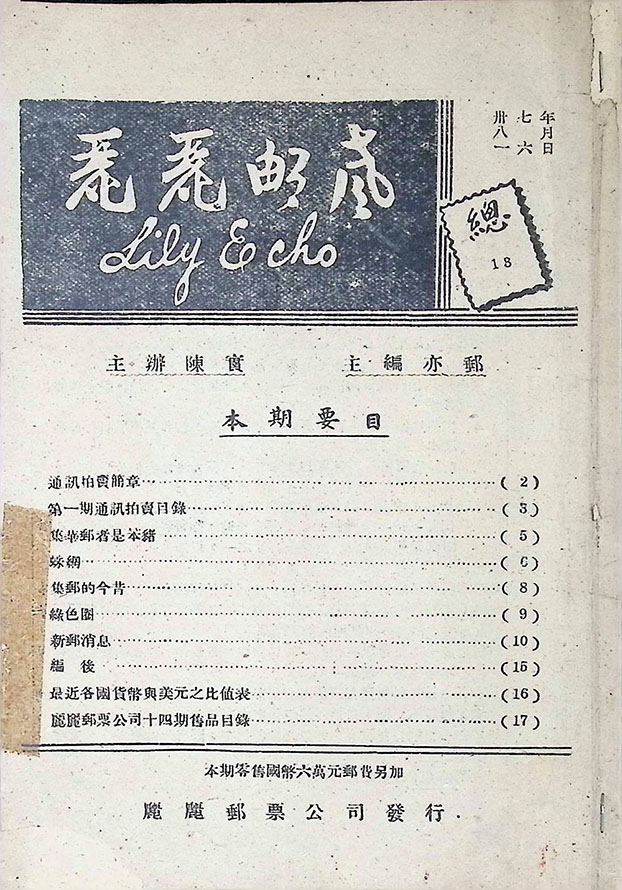 卅七年
八月
一六日
麗麗邮風
Lily Echo
總
18
主辦陳實 主編亦郵
本期要目
通訊拍賣簡章 (2)
第一期通訊拍賣目錄 (3)
集華郵者是笨豬 (5)
蛛網 (6)
集郵的今昔 (8)
綠色圈 (9)
新郵消息 (10)
編後 (15)
最近各國貨幣與美元之比值表 (16)
麗麗郵票公司十四期售品目錄 (17)
本期零售國幣六萬元郵費另加
麗麗郵票公司發行